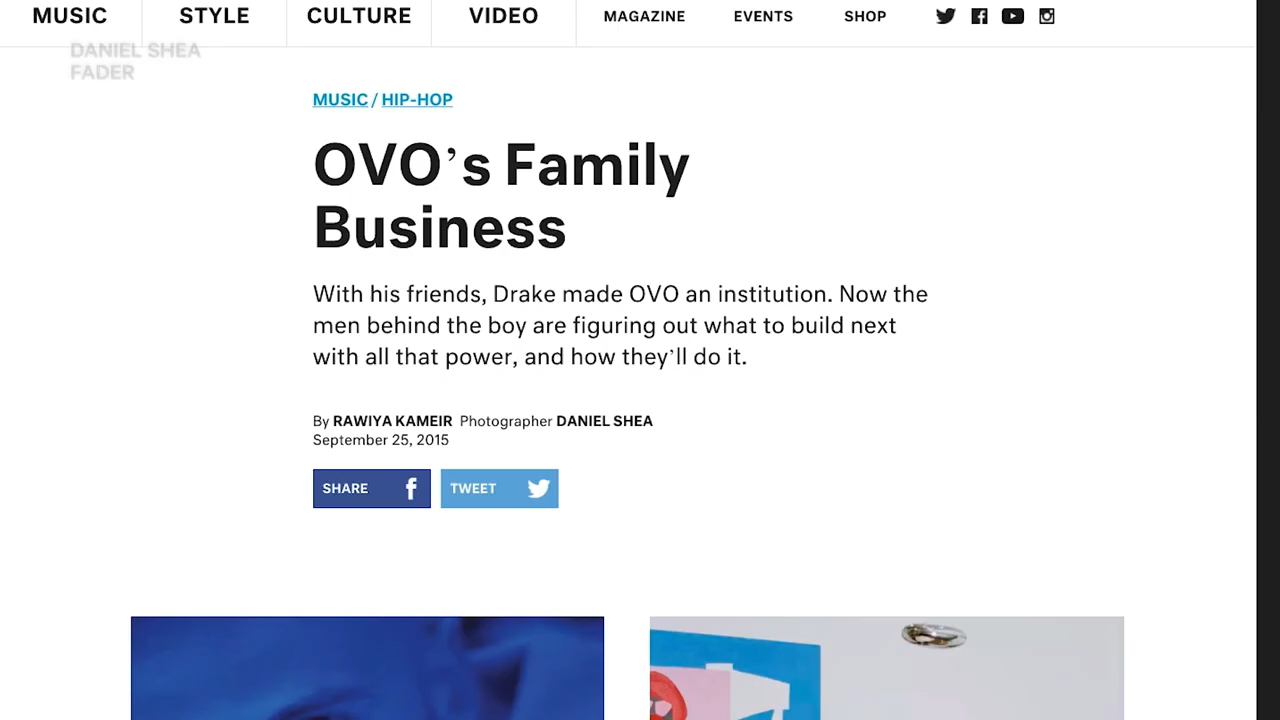 MUSIC STYLE CULTURE VIDEO MAGAZINE EVENTS SHOP
DANIEL SHEA
FADER
MUSIC / HIP-HOP
OVO’s Family
Business
With his friends, Drake made OVO an institution. Now the
men behind the boy are figuring out what to build next
with all that power, and how they’ll do it.
By RAWIYA KAMEIR Photographer DANIEL SHEA
September 25, 2015
SHARE TWEET